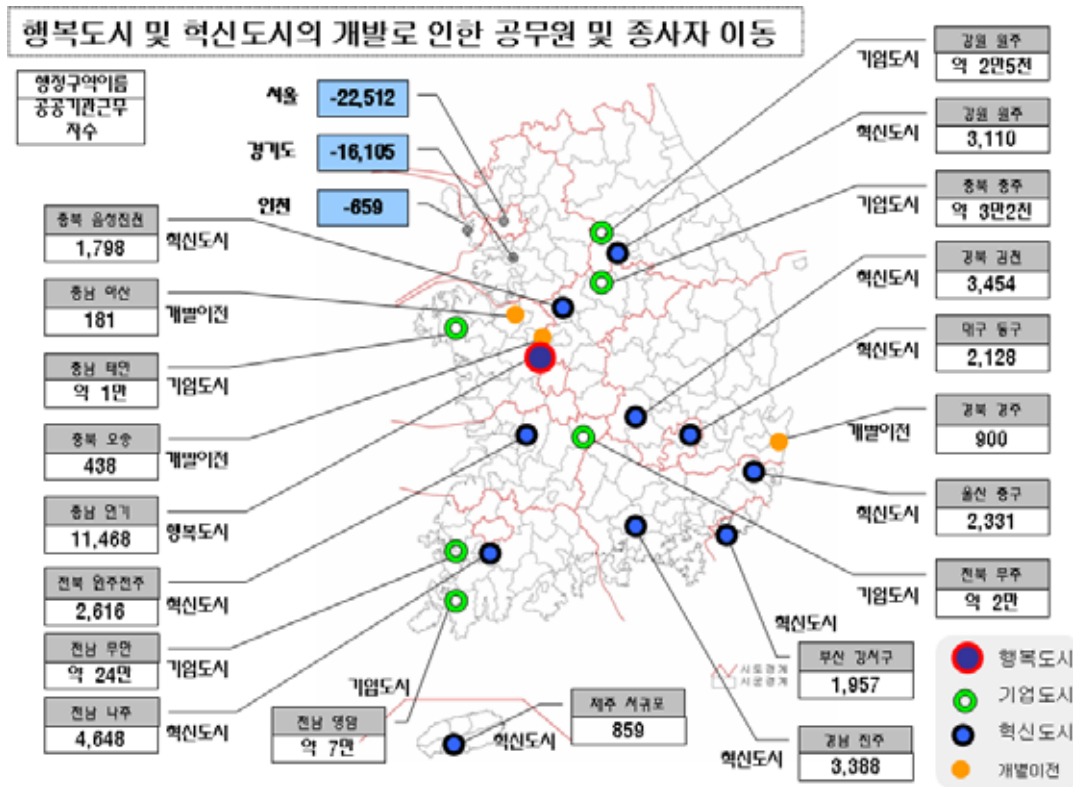 행복도시 및 혁신도시의 개발로 인한 공무원 및 종사자 이동
행정구역이름
공공기관근무
자수
서울
-22,512
경기도
-16,105
인천
-659
충북 음성진천
1,798
혁신도시
충남 아산
181
개별이전
충남 태안
약 1만
기업도시
충북 오송
438
개별이전
충남 연기
11,468
행복도시
전북 완주전주
2,616
혁신도시
전남 무안
약 24만
기업도시
전남 나주
4,648
혁신도시
기업도시
전남 영암
약 7만
혁신도시
제주 서귀포
859
강원 원주
기업도시
약 2만5천
강원 원주
혁신도시
3,110
충북 충주
기업도시
약 3만2천
경북 김천
혁신도시
3,454
대구 동구
혁신도시
2,128
경북 경주
개별이전
900
울산 중구
혁신도시
2,331
전북 무주
기업도시
약 2만
혁신도시
부산 강서구
1,957
혁신도시
경남 진주
3,388
시도경계
시군경계
행복도시
기업도시
혁신도시
개별이전